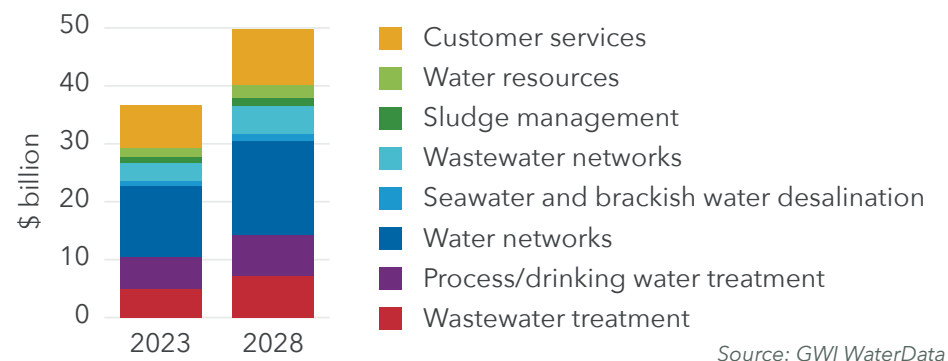 50
40
30
20
10
0
$ billion
2023 2028
Customer services
Water resources
Sludge management
Wastewater networks
Seawater and brackish water desalination
Water networks
Process/drinking water treatment
Wastewater treatment
Source: GWI WaterData